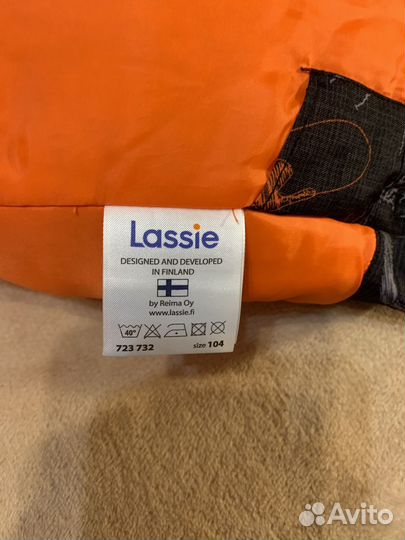 Lassie
DESIGNED AND DEVELOPED
IN FINLAND
by Reima Oy
www.lassie.fi
40°
723 732 size 104
Avito